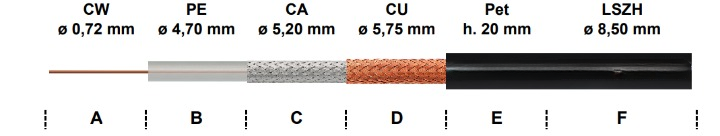 CW PE CA CU Pet LSZH
ø 0,72 mm ø 4,70 mm ø 5,20 mm ø 5,75 mm h. 20 mm ø 8,50 mm
A B C D E F